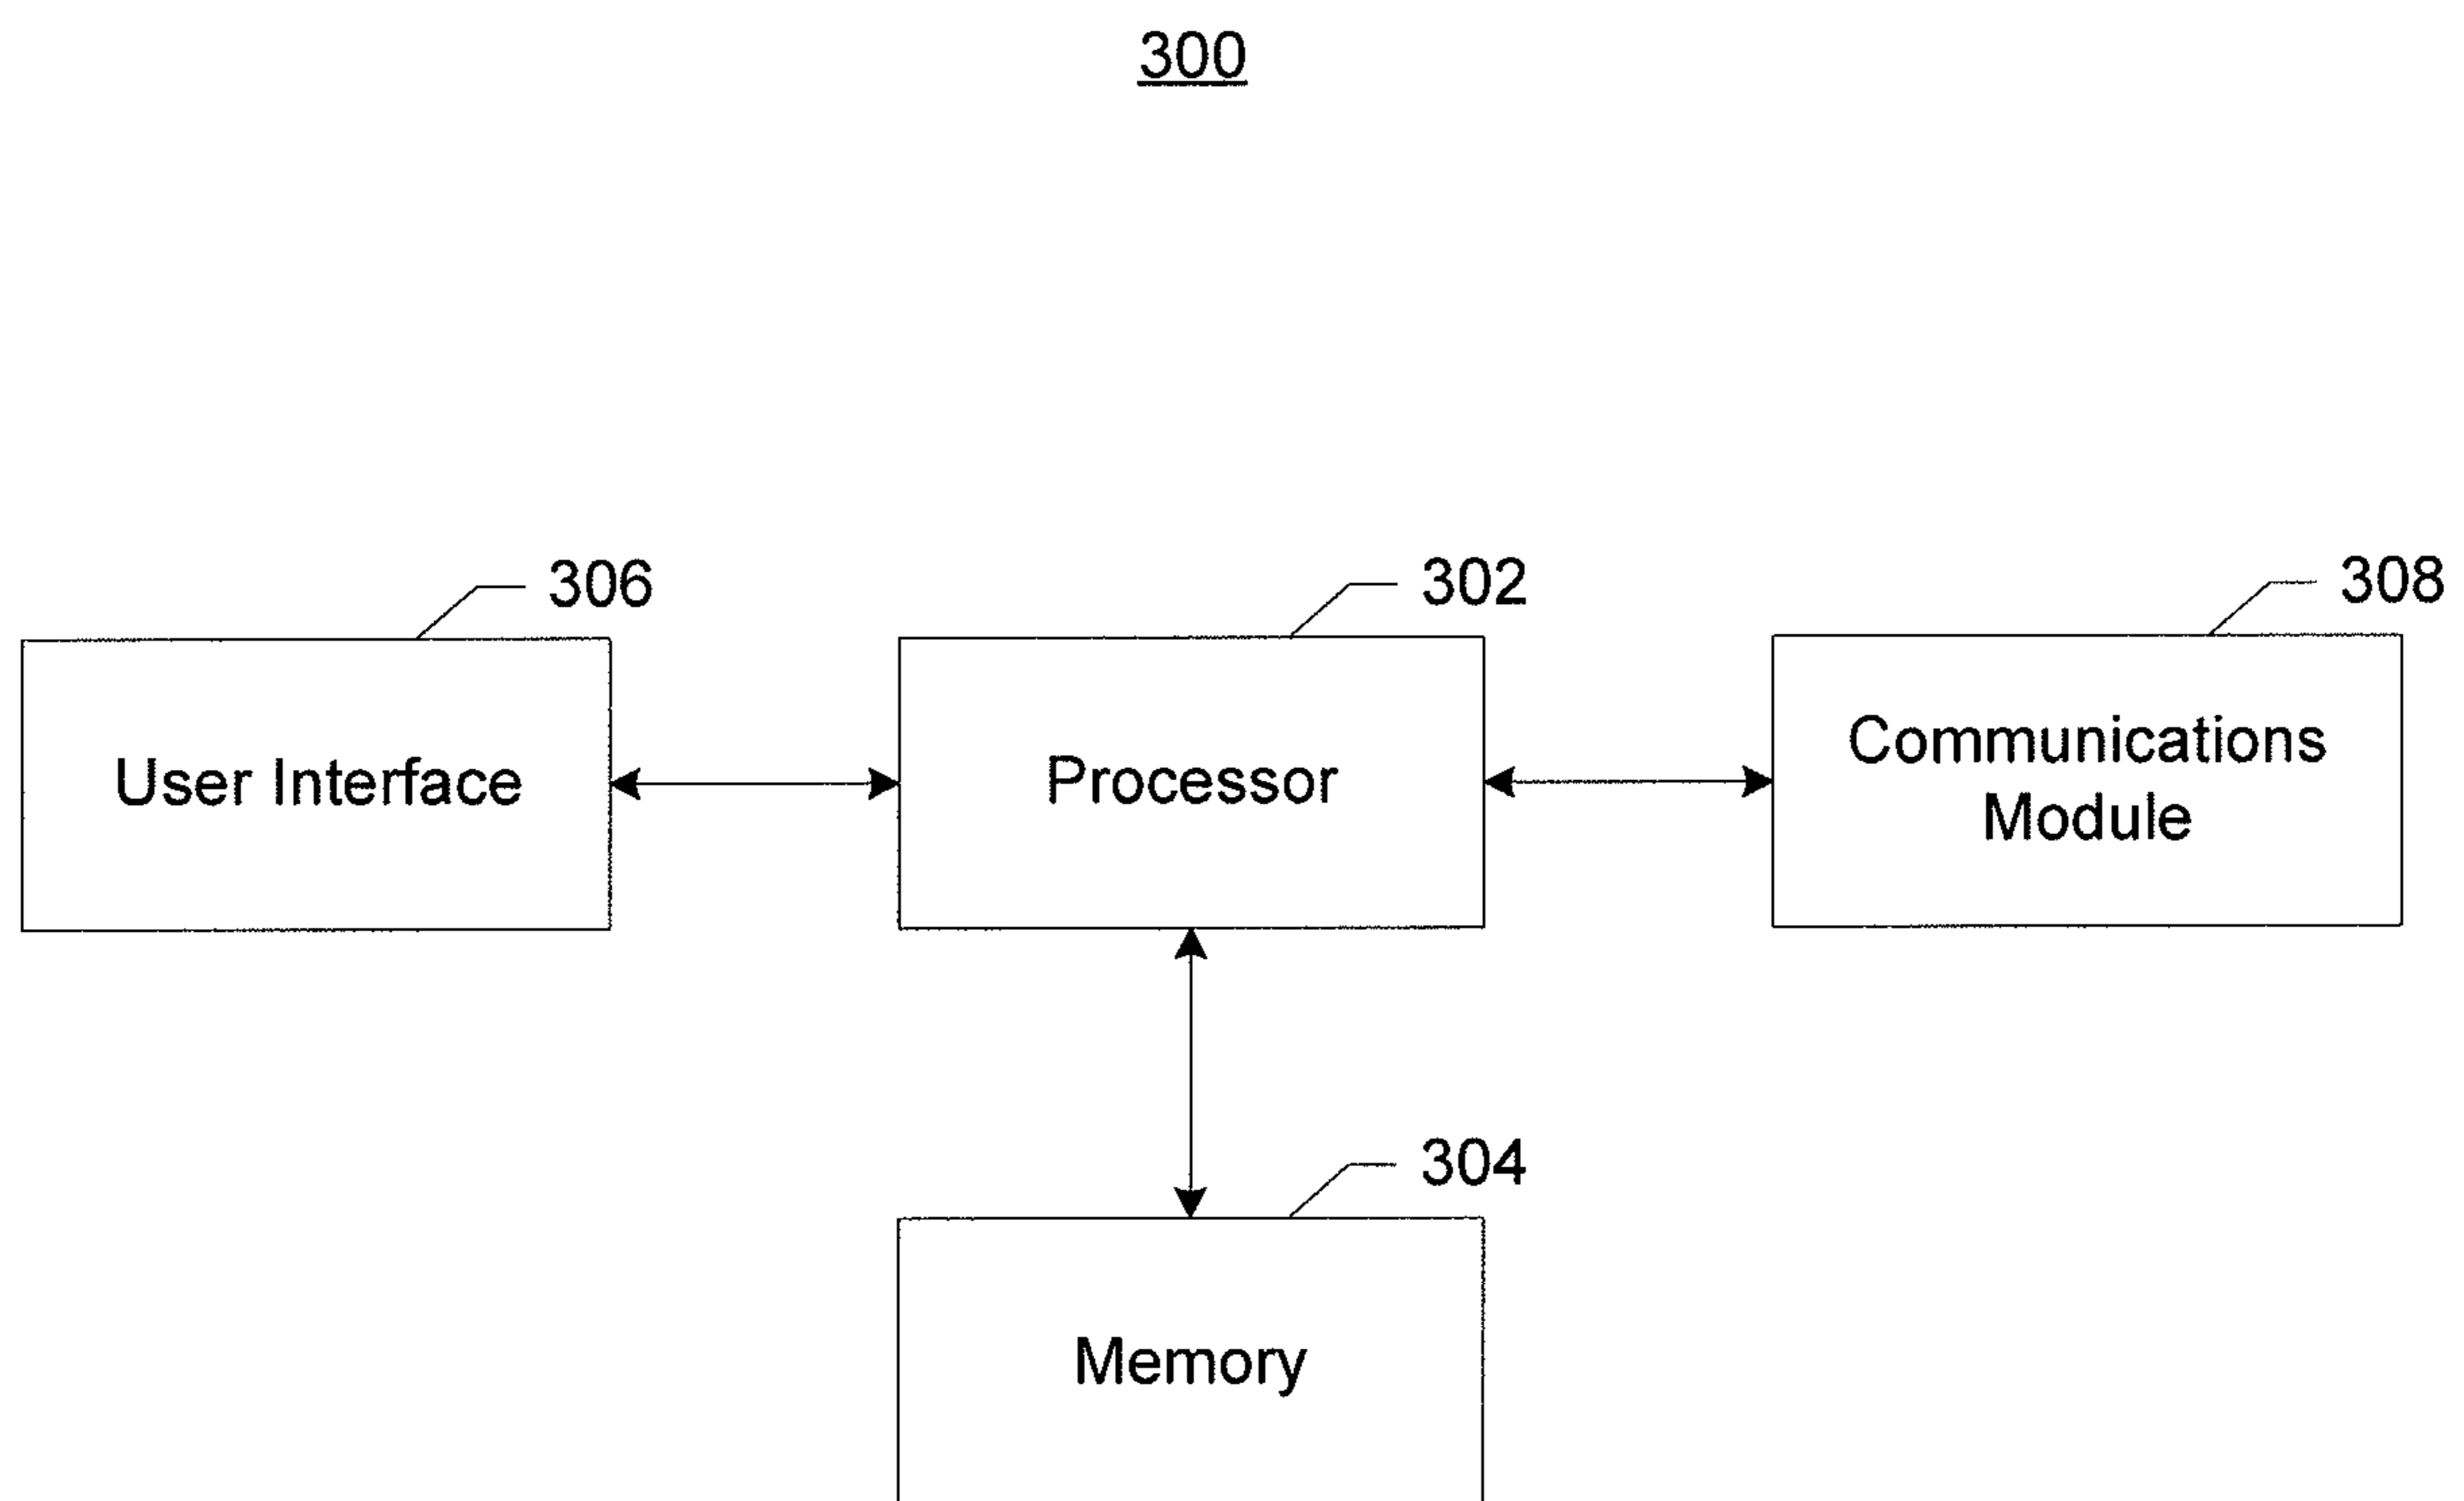 300
306
302
308
User Interface
Processor
Communications
Module
304
Memory